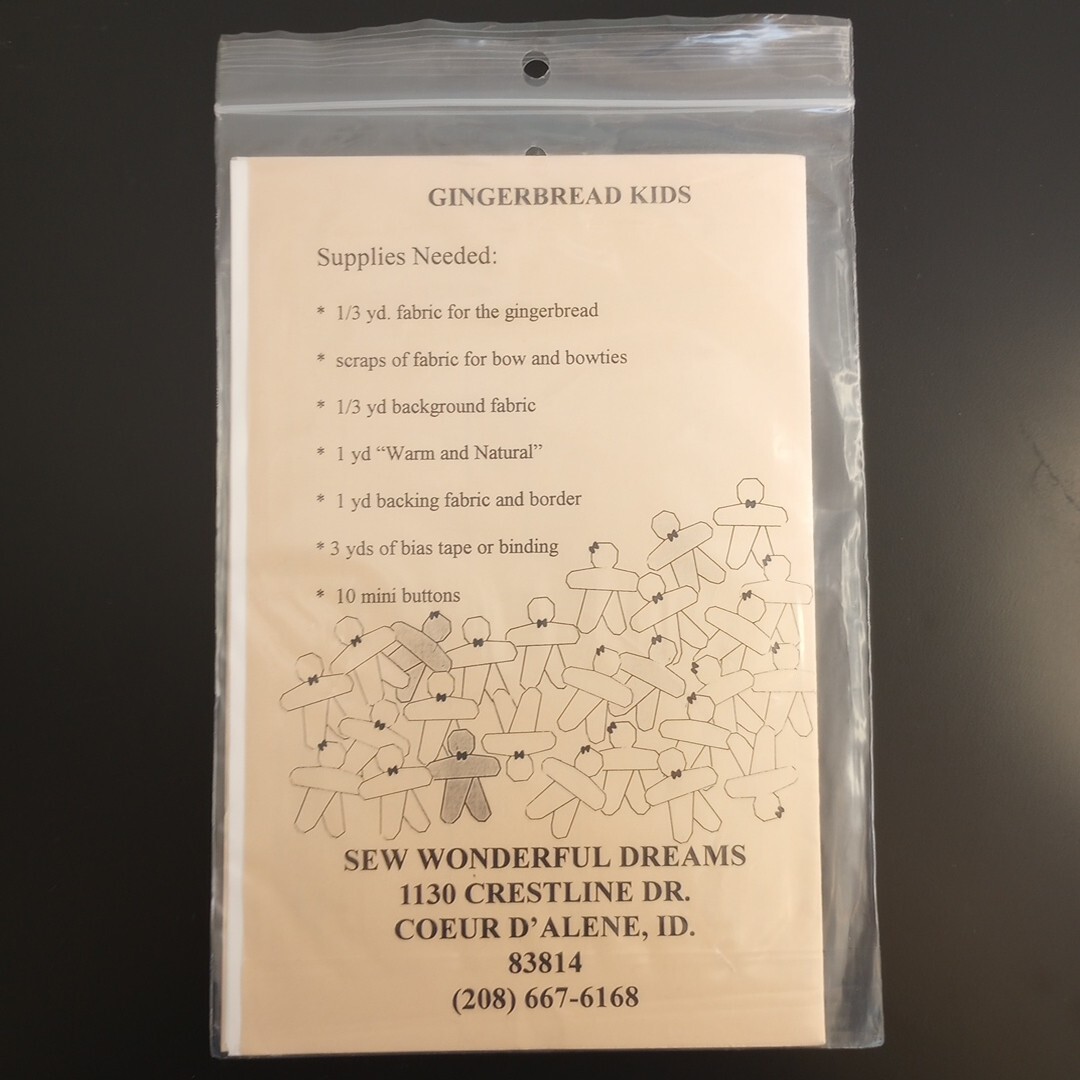 GINGERBREAD KIDS
Supplies Needed:
* 1/3 yd. fabric for the gingerbread
* scraps of fabric for bow and bowties
* 1/3 yd background fabric
* 1 yd “Warm and Natural”
* 1 yd backing fabric and border
* 3 yds of bias tape or binding
* 10 mini buttons
SEW WONDERFUL DREAMS
1130 CRESTLINE DR.
COEUR D’ALENE, ID.
83814
(208) 667-6168